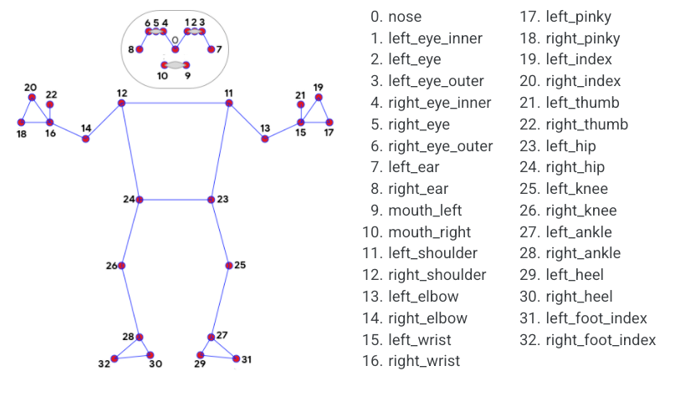 6 5 4 1 2 3
0
8 7
10 9
20 22 12 11 21 19
18 16 14 13 15 17
24 23
26 25
28 27
32 30 29 31
0. nose
1. left_eye_inner
2. left_eye
3. left_eye_outer
4. right_eye_inner
5. right_eye
6. right_eye_outer
7. left_ear
8. right_ear
9. mouth_left
10. mouth_right
11. left_shoulder
12. right_shoulder
13. left_elbow
14. right_elbow
15. left_wrist
16. right_wrist
17. left_pinky
18. right_pinky
19. left_index
20. right_index
21. left_thumb
22. right_thumb
23. left_hip
24. right_hip
25. left_knee
26. right_knee
27. left_ankle
28. right_ankle
29. left_heel
30. right_heel
31. left_foot_index
32. right_foot_index